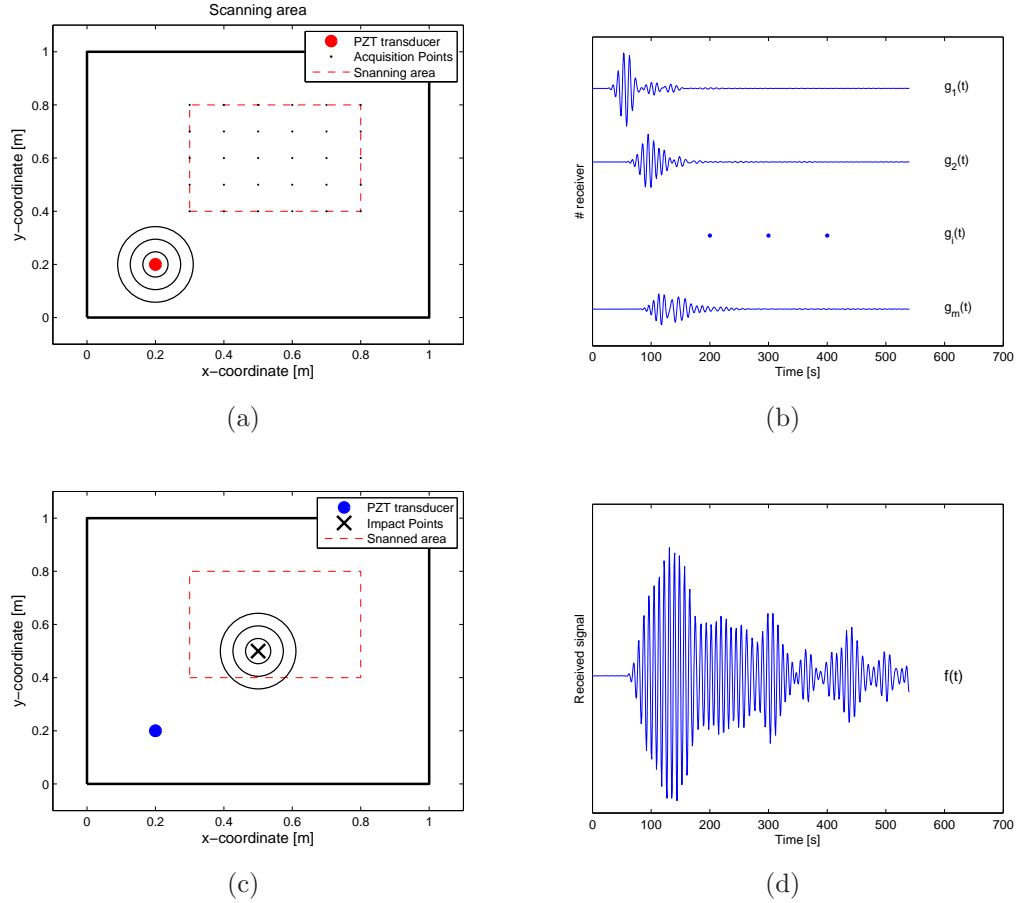 Scanning area
PZT transducer
Acquisition Points
Snanning area
1
0.8
0.6
0.4
0.2
0
y−coordinate [m]
0 0.2 0.4 0.6 0.8 1
x−coordinate [m]
(a)
g1(t)
g2(t)
gi(t)
gm(t)
# receiver
0 100 200 300 400 500 600 700
Time [s]
(b)
PZT transducer
Impact Points
Snanned area
1
0.8
0.6
0.4
0.2
0
y−coordinate [m]
0 0.2 0.4 0.6 0.8 1
x−coordinate [m]
(c)
Received signal
f(t)
0 100 200 300 400 500 600 700
Time [s]
(d)